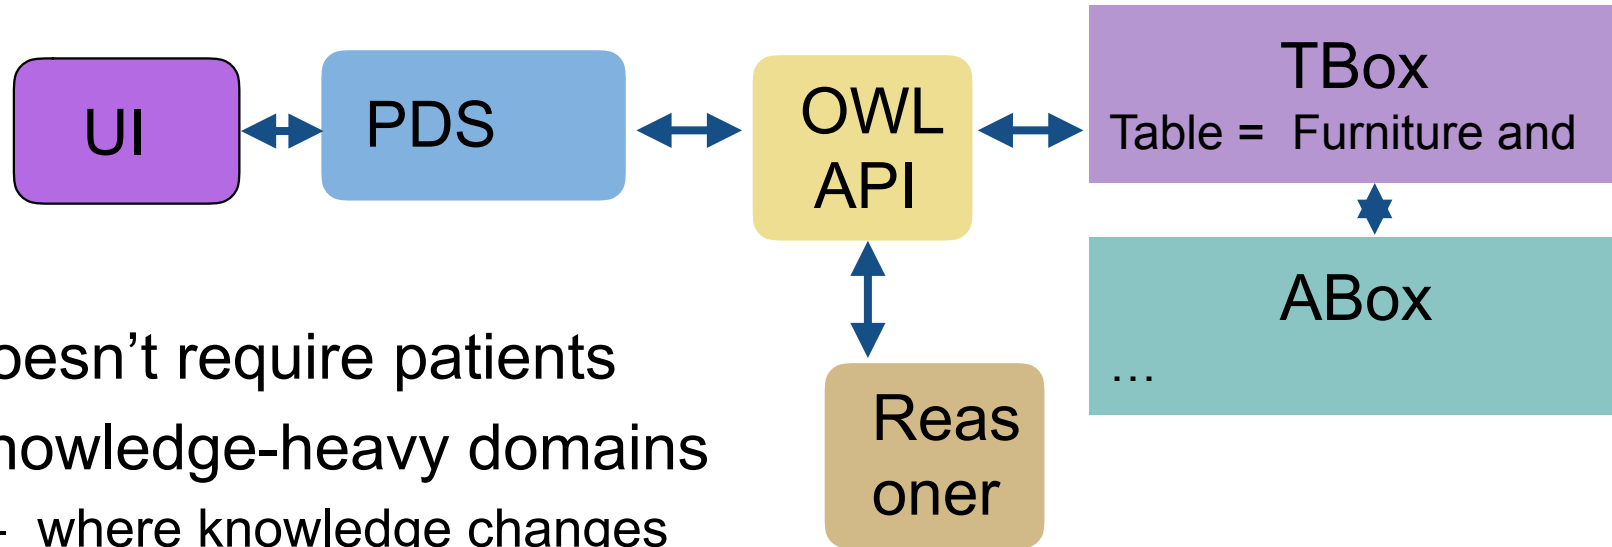 UI
PDS
OWL
API
TBox
Table = Furniture and
ABox
…
Reas
oner
oesn’t require patients
nowledge-heavy domains
- where knowledge changes